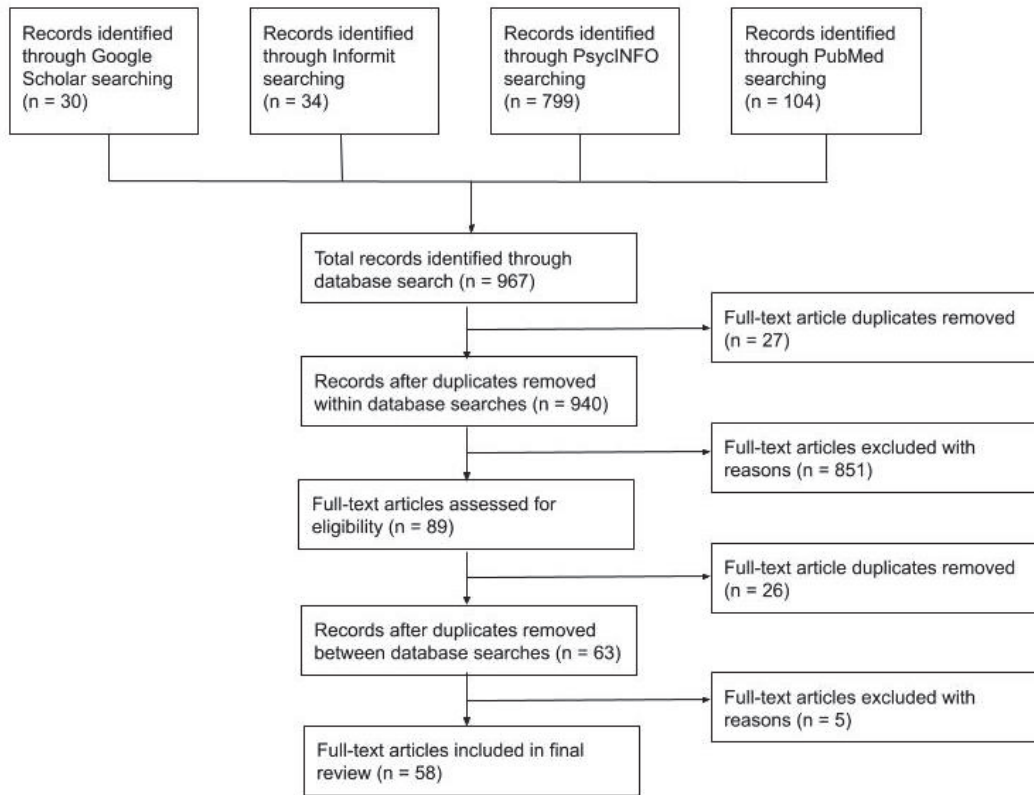 Records identified
through Google
Scholar searching
(n = 30)
Records identified
through Informit
searching
(n = 34)
Records identified
through PsycINFO
searching
(n = 799)
Records identified
through PubMed
searching
(n = 104)
Total records identified through
database search (n = 967)
Full-text article duplicates removed
(n = 27)
Records after duplicates removed
within database searches (n = 940)
Full-text articles excluded with
reasons (n = 851)
Full-text articles assessed for
eligibility (n = 89)
Full-text article duplicates removed
(n = 26)
Records after duplicates removed
between database searches (n = 63)
Full-text articles excluded with
reasons (n = 5)
Full-text articles included in final
review (n = 58)